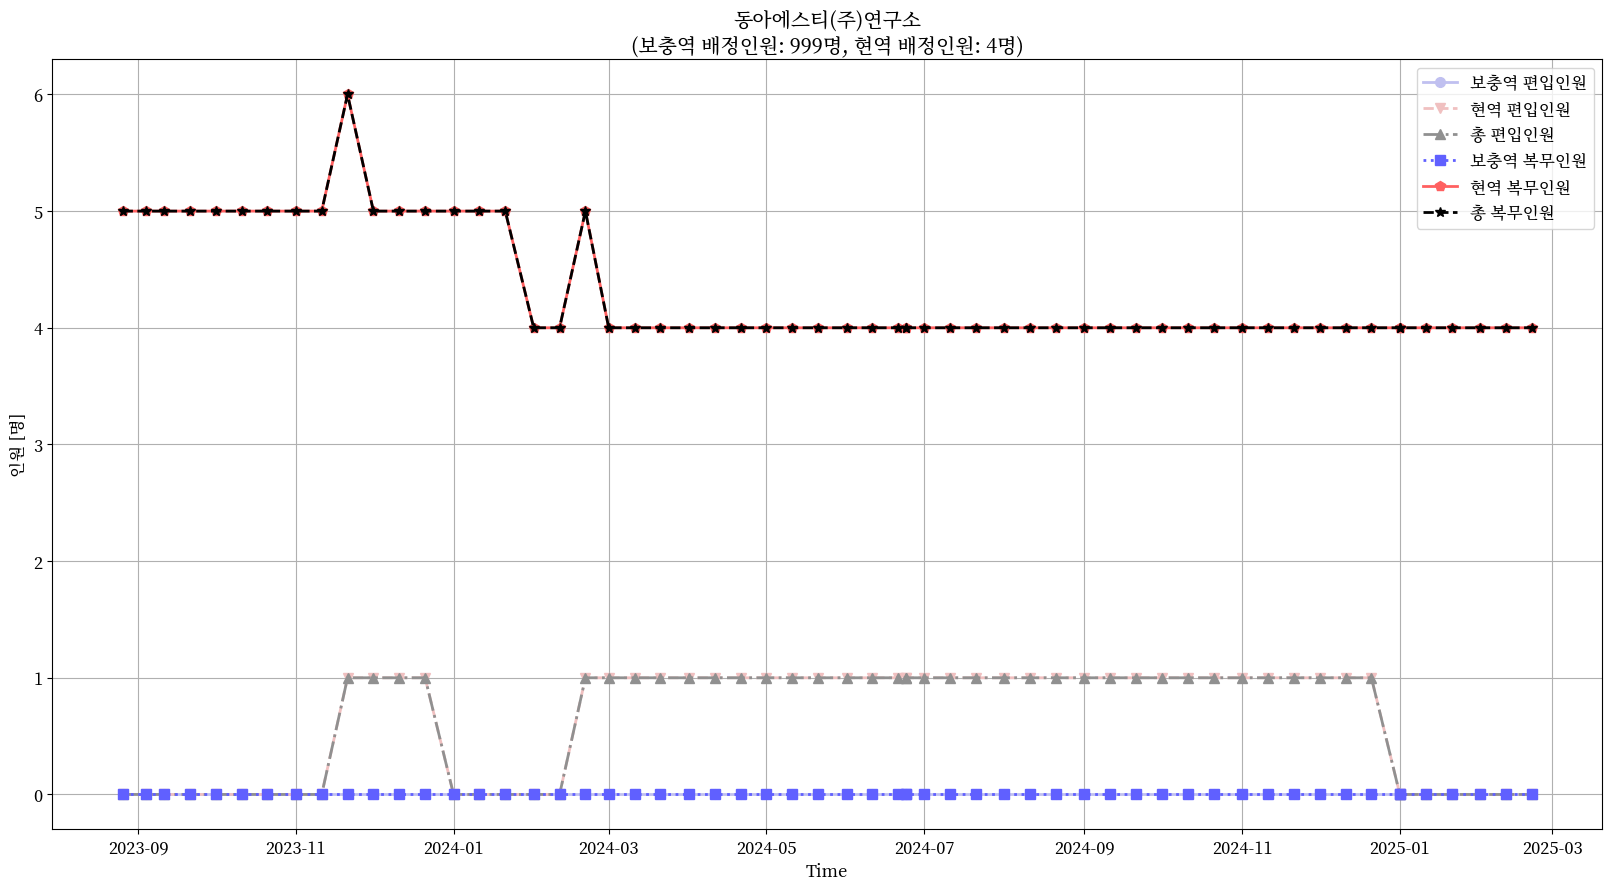 동아에스티(주)연구소
(보충역 배정인원: 999명, 현역 배정인원: 4명)
보충역 편입인원
현역 편입인원
총 편입인원
보충역 복무인원
현역 복무인원
총 복무인원
인원 [명]
6
5
4
3
2
1
0
2023-09
2023-11
2024-01
2024-03
2024-05
2024-07
2024-09
2024-11
2025-01
2025-03
Time